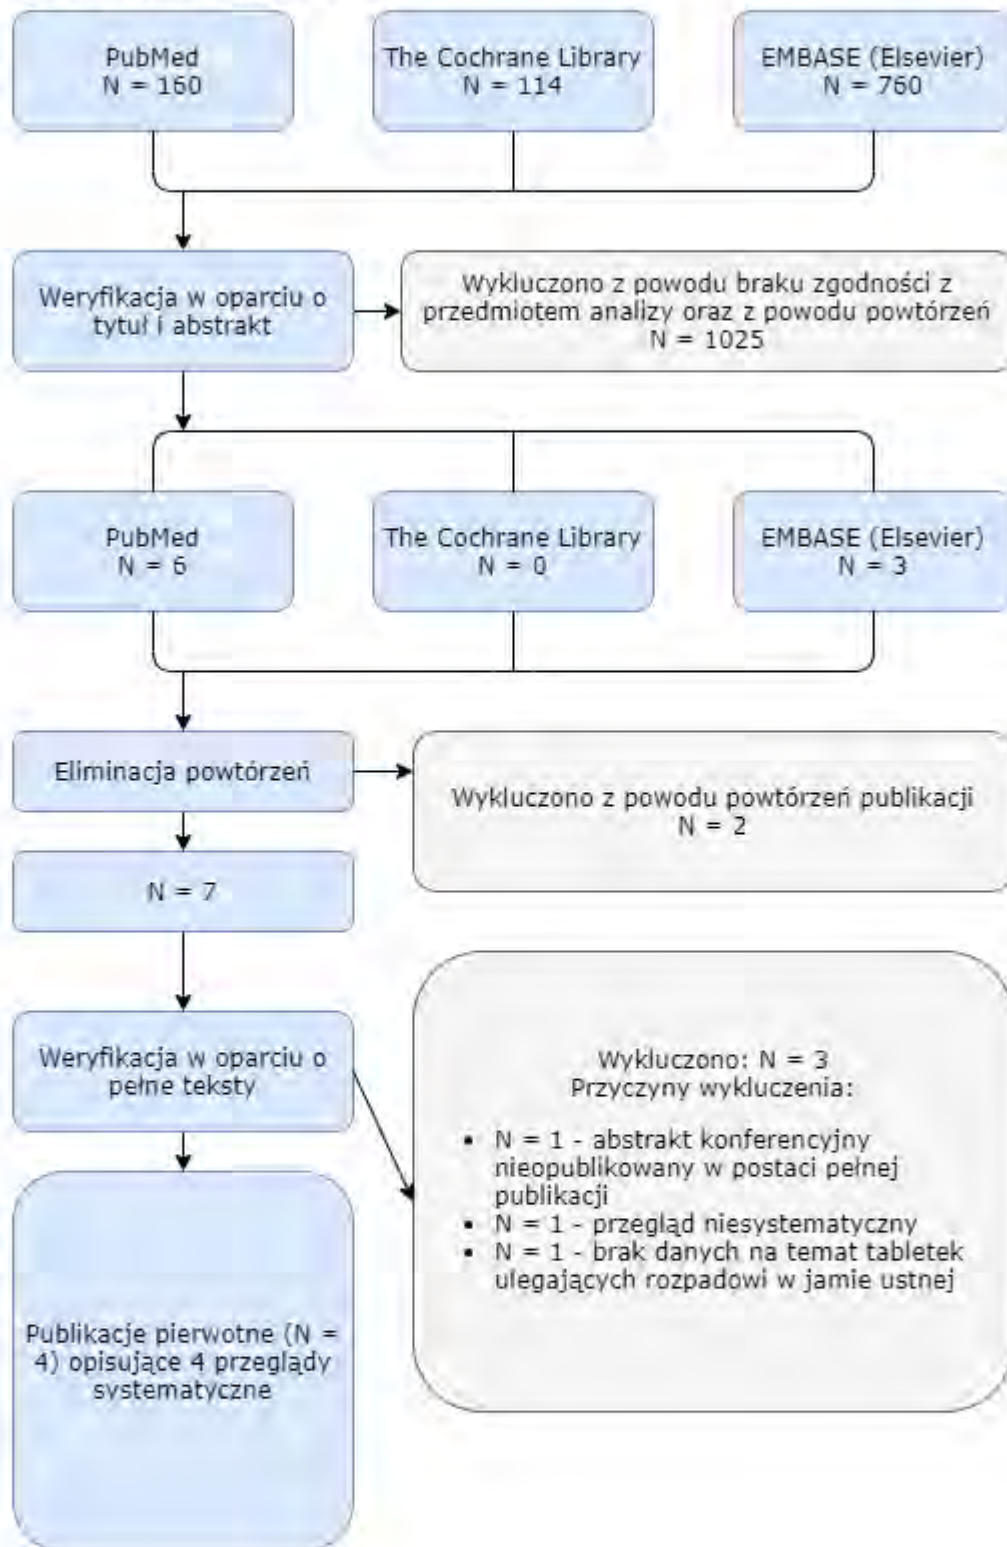 PubMed
N = 160
The Cochrane Library
N = 114
EMBASE (Elsevier)
N = 760
Weryfikacja w oparciu o
tytuł i abstrakt
Wykluczono z powodu braku zgodności z
przedmiotem analizy oraz z powodu powtórzeń
N = 1025
PubMed
N = 6
The Cochrane Library
N = 0
EMBASE (Elsevier)
N = 3
Eliminacja powtórzeń
Wykluczono z powodu powtórzeń publikacji
N = 2
N = 7
Weryfikacja w oparciu o
pełne teksty
Wykluczono: N = 3
Przyczyny wykluczenia:
• N = 1 - abstrakt konferencyjny
nieopublikowany w postaci pełnej
publikacji
• N = 1 - przegląd niesystematyczny
• N = 1 - brak danych na temat tabletek
ulegających rozpadowi w jamie ustnej
Publikacje pierwotne (N =
4) opisujące 4 przeglądy
systematyczne